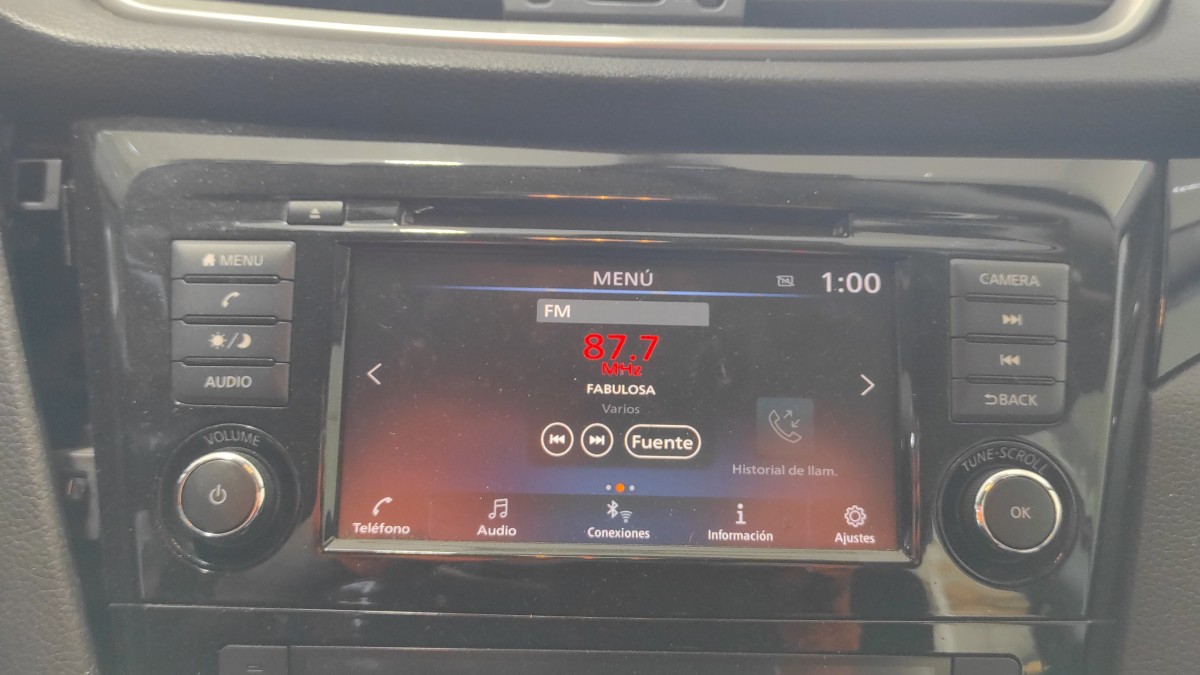 MENU
AUDIO
VOLUME
MENÚ
1:00
FM
87.7
MHz
FABULOSA
Varios
Fuente
Historial de llam.
Teléfono
Audio
Conexiones
Información
Ajustes
CAMERA
BACK
TUNE·SCROLL
OK